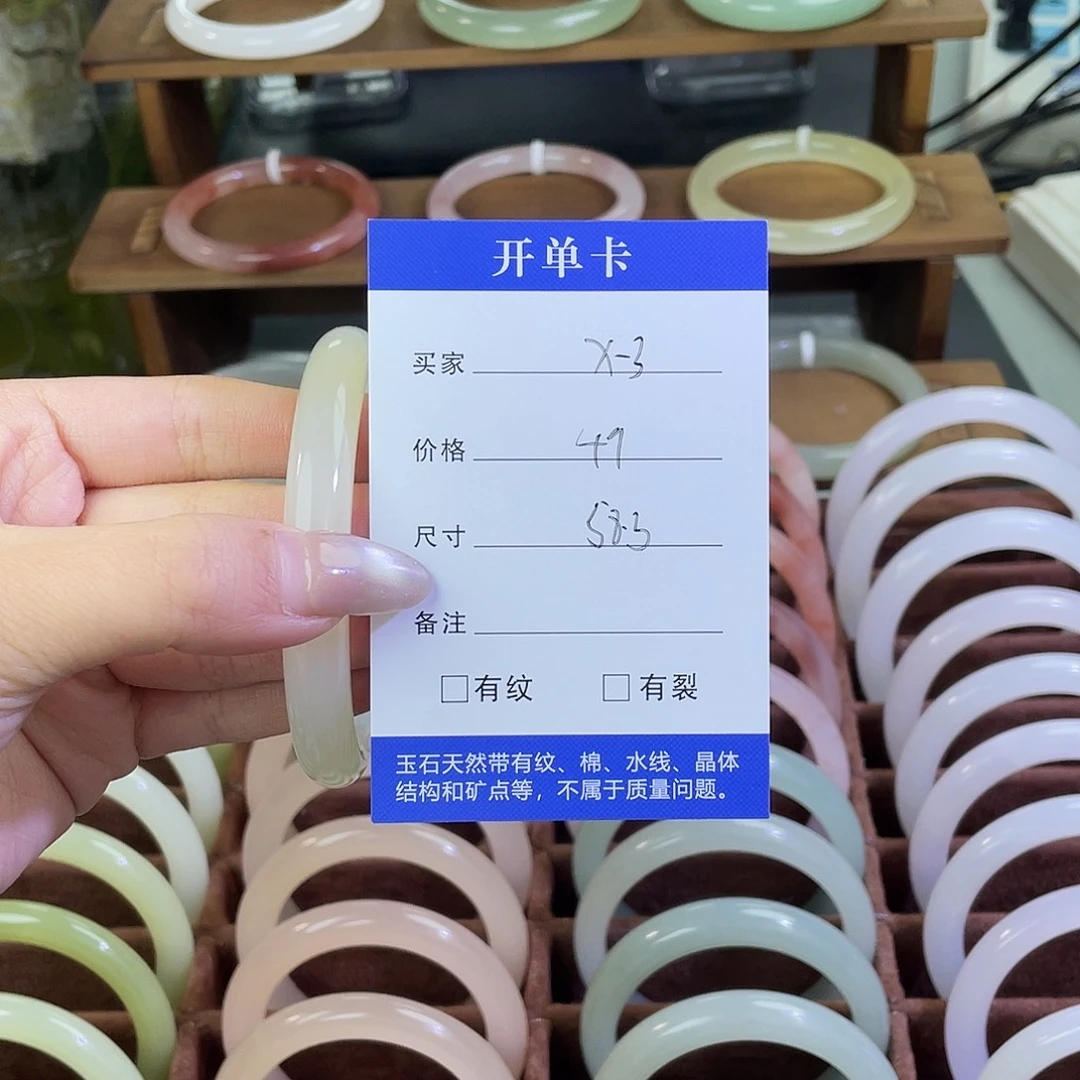 开单卡
买家 X-3
价格 49
尺寸 58.3
备注
有纹 有裂
玉石天然带有纹、棉、水线、晶体
结构和矿点等，不属于质量问题。